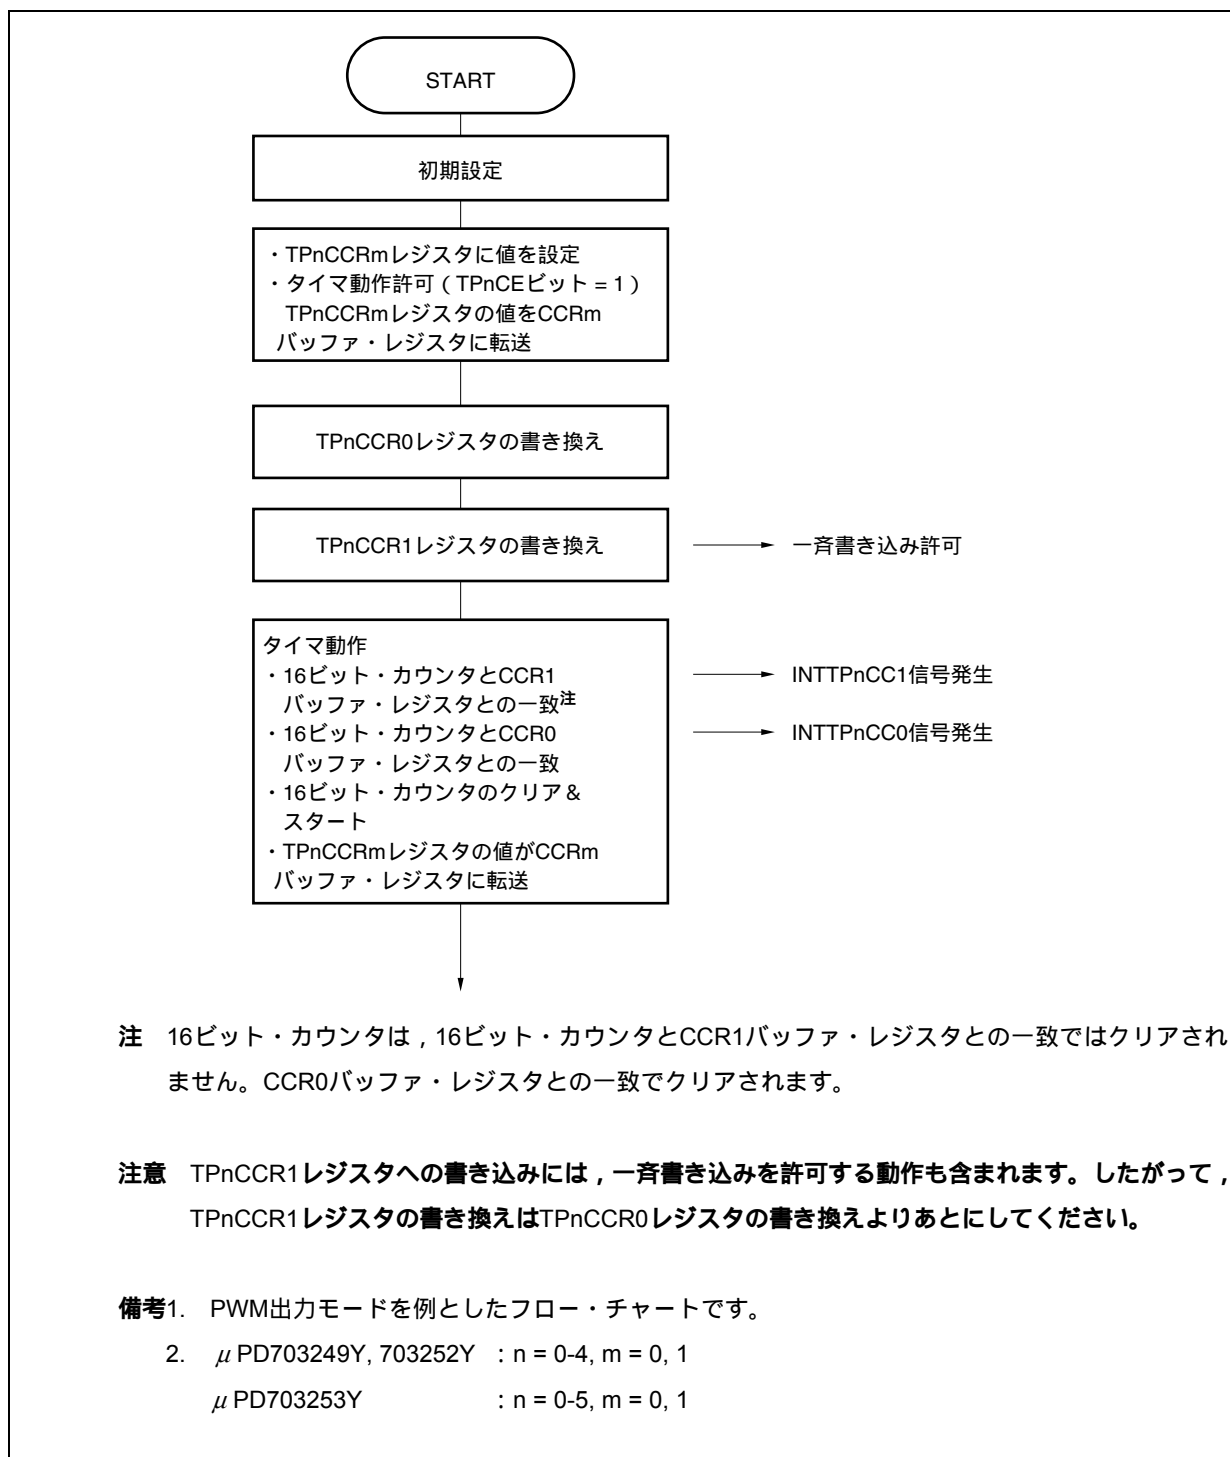 START
初期設定
・TPnCCRmレジスタに値を設定
・タイマ動作許可（TPnCEビット = 1）
TPnCCRmレジスタの値をCCRm
バッファ・レジスタに転送
TPnCCR0レジスタの書き換え
TPnCCR1レジスタの書き換え
一斉書き込み許可
タイマ動作
・16ビット・カウンタとCCR1
バッファ・レジスタとの一致注
INTTPnCC1信号発生
・16ビット・カウンタとCCR0
バッファ・レジスタとの一致
INTTPnCC0信号発生
・16ビット・カウンタのクリア＆
スタート
・TPnCCRmレジスタの値がCCRm
バッファ・レジスタに転送
注 16ビット・カウンタは，16ビット・カウンタとCCR1バッファ・レジスタとの一致ではクリアされ
ません。CCR0バッファ・レジスタとの一致でクリアされます。
注意 TPnCCR1レジスタへの書き込みには，一斉書き込みを許可する動作も含まれます。したがって，
TPnCCR1レジスタの書き換えはTPnCCR0レジスタの書き換えよりあとにしてください。
備考1. PWM出力モードを例としたフロー・チャートです。
2. μPD703249Y, 703252Y ：n = 0-4, m = 0, 1
μPD703253Y ：n = 0-5, m = 0, 1